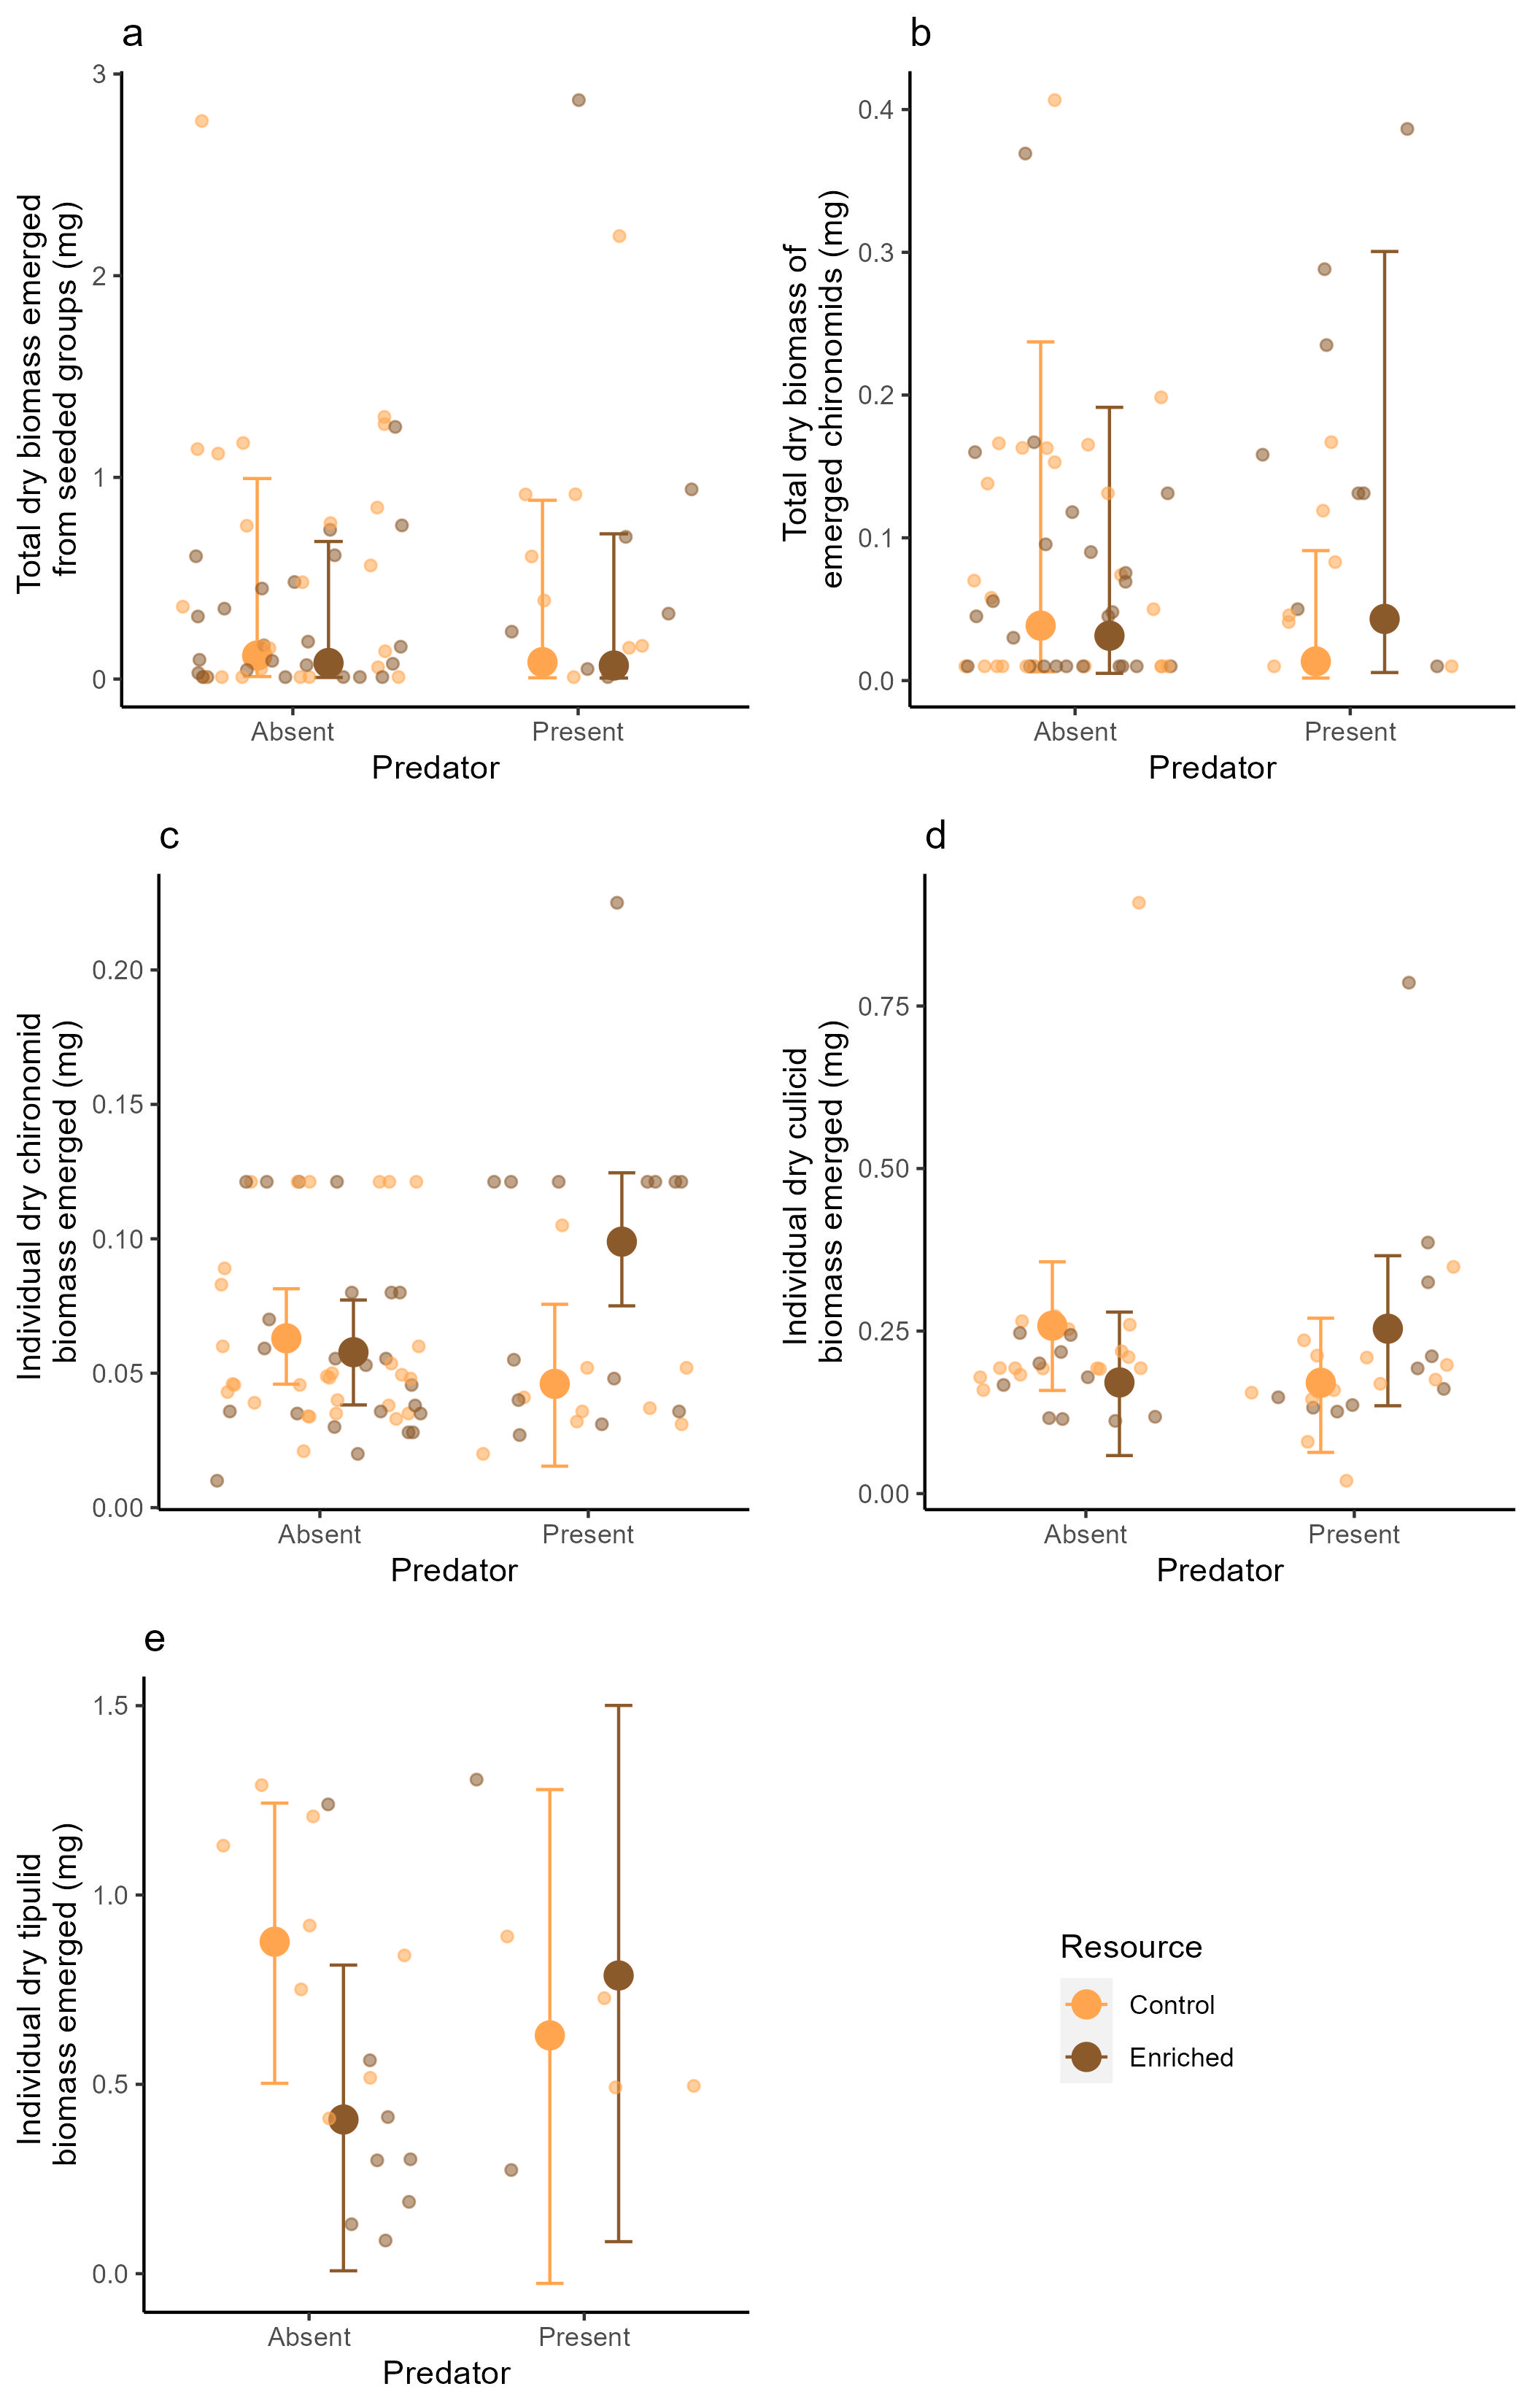 a
Total dry biomass emerged
from seeded groups (mg)
3
2
1
0
Absent
Present
Predator
b
Total dry biomass of
emerged chironomids (mg)
0.4
0.3
0.2
0.1
0.0
Absent
Present
Predator
c
Individual dry chironomid
biomass emerged (mg)
0.20
0.15
0.10
0.05
0.00
Absent
Present
Predator
d
Individual dry culicid
biomass emerged (mg)
0.75
0.50
0.25
0.00
Absent
Present
Predator
e
Individual dry tipulid
biomass emerged (mg)
1.5
1.0
0.5
0.0
Absent
Present
Predator
Resource
Control
Enriched